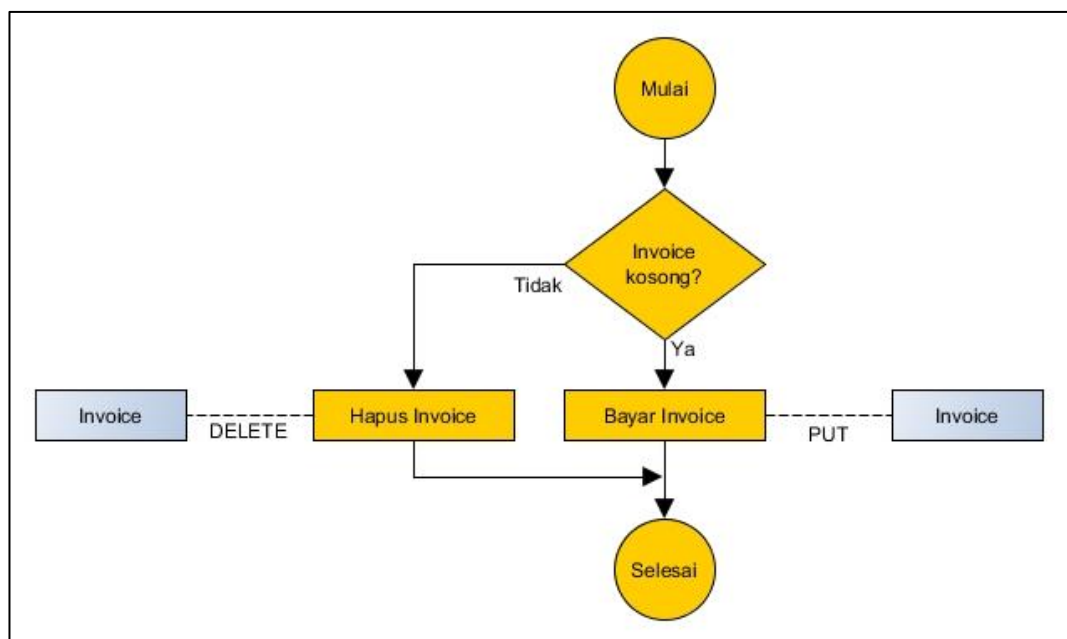 Mulai
Invoice
kosong?
Tidak
Ya
Invoice
DELETE
Hapus Invoice
Bayar Invoice
PUT
Invoice
Selesai